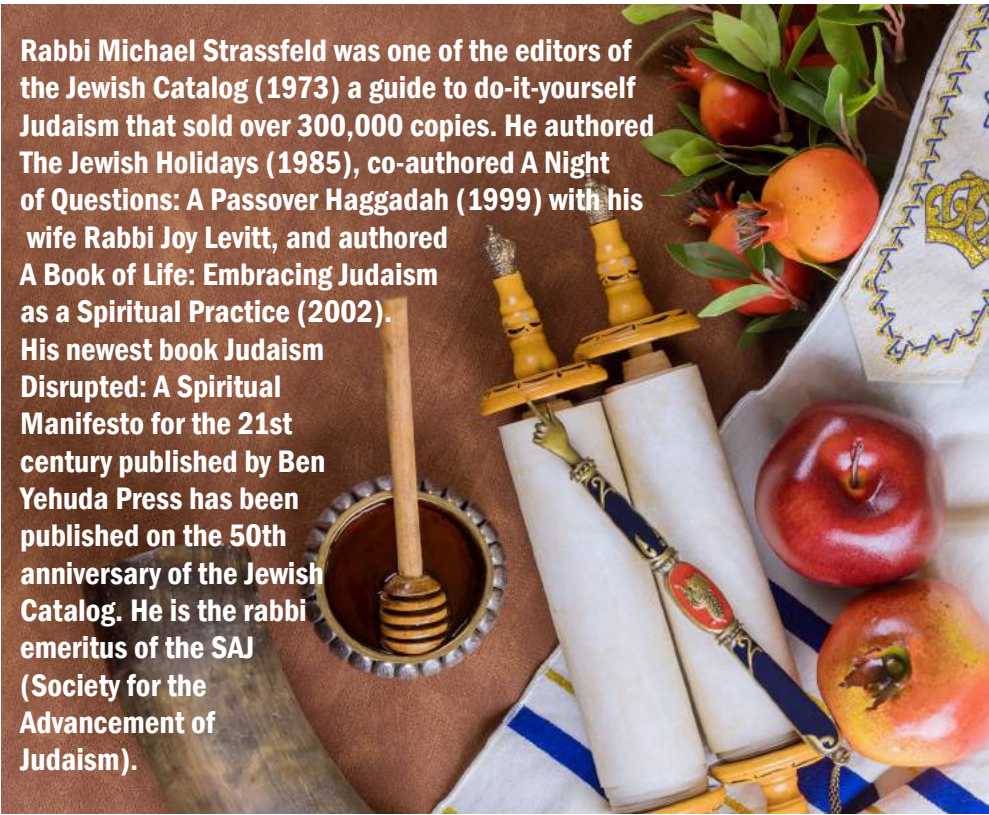 Rabbi Michael Strassfeld was one of the editors of
the Jewish Catalog (1973) a guide to do-it-yourself
Judaism that sold over 300,000 copies. He authored
The Jewish Holidays (1985), co-authored A Night
of Questions: A Passover Haggadah (1999) with his
wife Rabbi Joy Levitt, and authored
A Book of Life: Embracing Judaism
as a Spiritual Practice (2002).
His newest book Judaism
Disrupted: A Spiritual
Manifesto for the 21st
century published by Ben
Yehuda Press has been
published on the 50th
anniversary of the Jewish
Catalog. He is the rabbi
emeritus of the SAJ
(Society for the
Advancement of
Judaism).